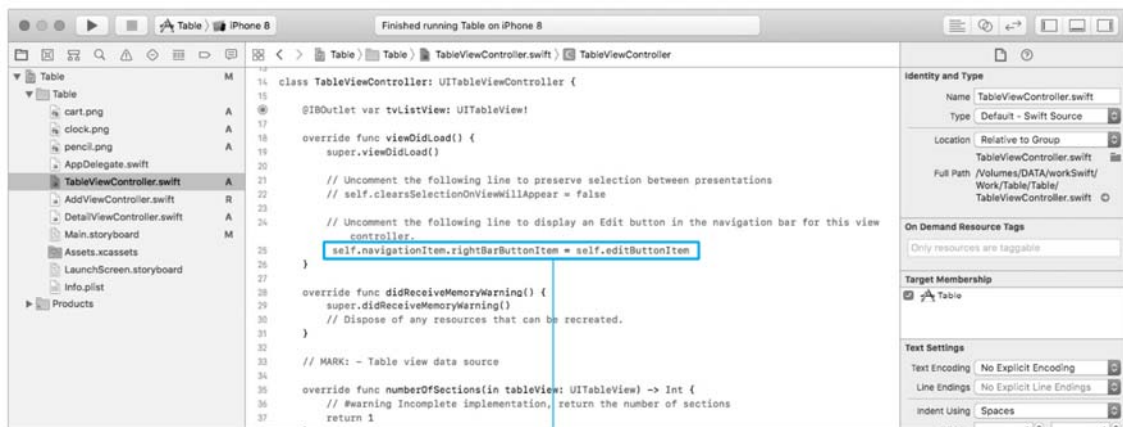 Table
iPhone 8
Finished running Table on iPhone 8
Table
Table
TableViewController.swift
TableViewController
Table M
Table
cart.png A
clock.png A
pencil.png A
AppDelegate.swift
TableViewController.swift A
AddViewController.swift R
DetailViewController.swift A
Main.storyboard M
Assets.xcassets
LaunchScreen.storyboard
Info.plist
Products
14 class TableViewController: UITableViewController {
15
@IBOutlet var tvListView: UITableView!
17
18 override func viewDidLoad() {
19 super.viewDidLoad()
20
21 // Uncomment the following line to preserve selection between presentations
22 // self.clearsSelectionOnViewWillAppear = false
23
24 // Uncomment the following line to display an Edit button in the navigation bar for this view
controller.
25 self.navigationItem.rightBarButtonItem = self.editButtonItem
26 }
27
28 override func didReceiveMemoryWarning() {
29 super.didReceiveMemoryWarning()
30 // Dispose of any resources that can be recreated.
31 }
32
33 // MARK: - Table view data source
34
35 override func numberOfSections(in tableView: UITableView) -> Int {
36 // #warning Incomplete implementation, return the number of sections
37 return 1
Identity and Type
Name TableViewController.swift
Type Default - Swift Source
Location Relative to Group
TableViewController.swift
Full Path /Volumes/DATA/workSwift/
Work/Table/Table/
TableViewController.swift
On Demand Resource Tags
Only resources are taggable
Target Membership
Table
Text Settings
Text Encoding No Explicit Encoding
Line Endings No Explicit Line Endings
Indent Using Spaces